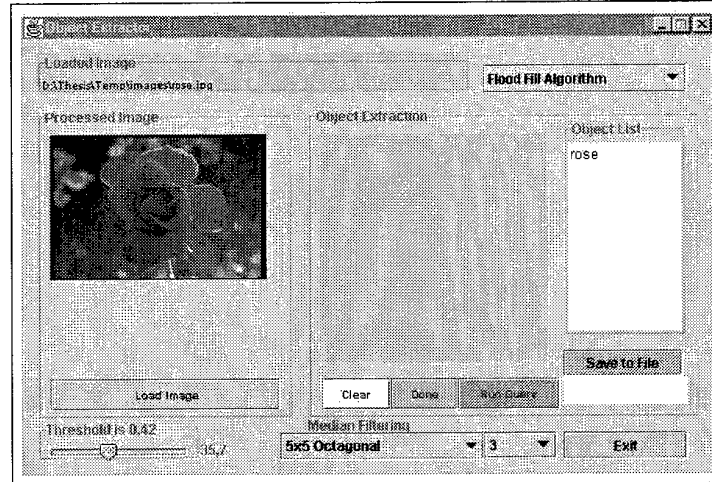 Object Extracter
Loaded Image
D:\Thesis\Temp\images\rose.jpg
Flood Fill Algorithm
Processed Image
Object Extraction
Object List
rose
Save to File
Load Image
Clear
Done
Run Query
Threshold is 0.42
35,7
Median Filtering
5x5 Octagonal
3
Exit